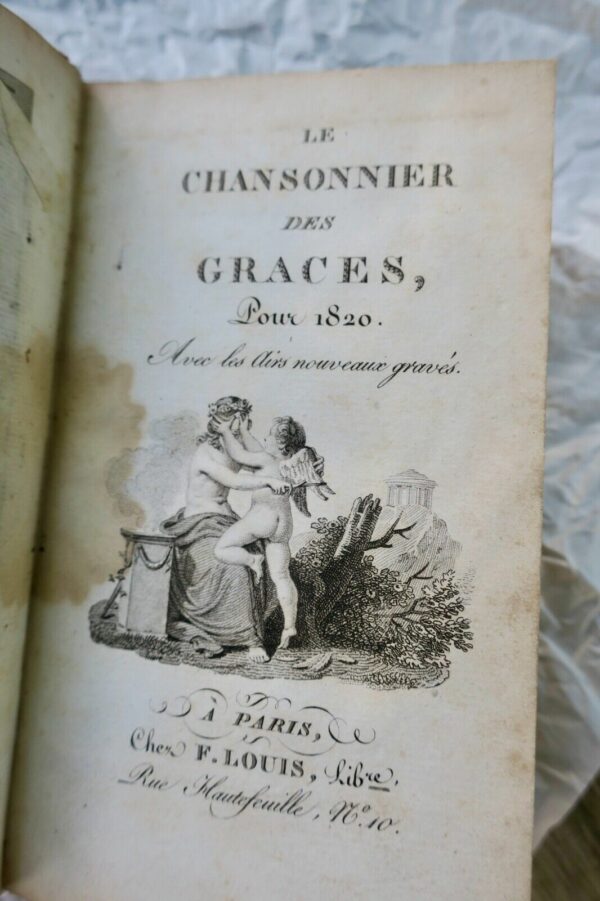 LE
CHANSONNIER
DES
GRACES,
Pour 1820.
Avec les Airs nouveaux gravés.
À PARIS,
Chez F. LOUIS, Libre,
Rue Hautefeuille, No. 10.